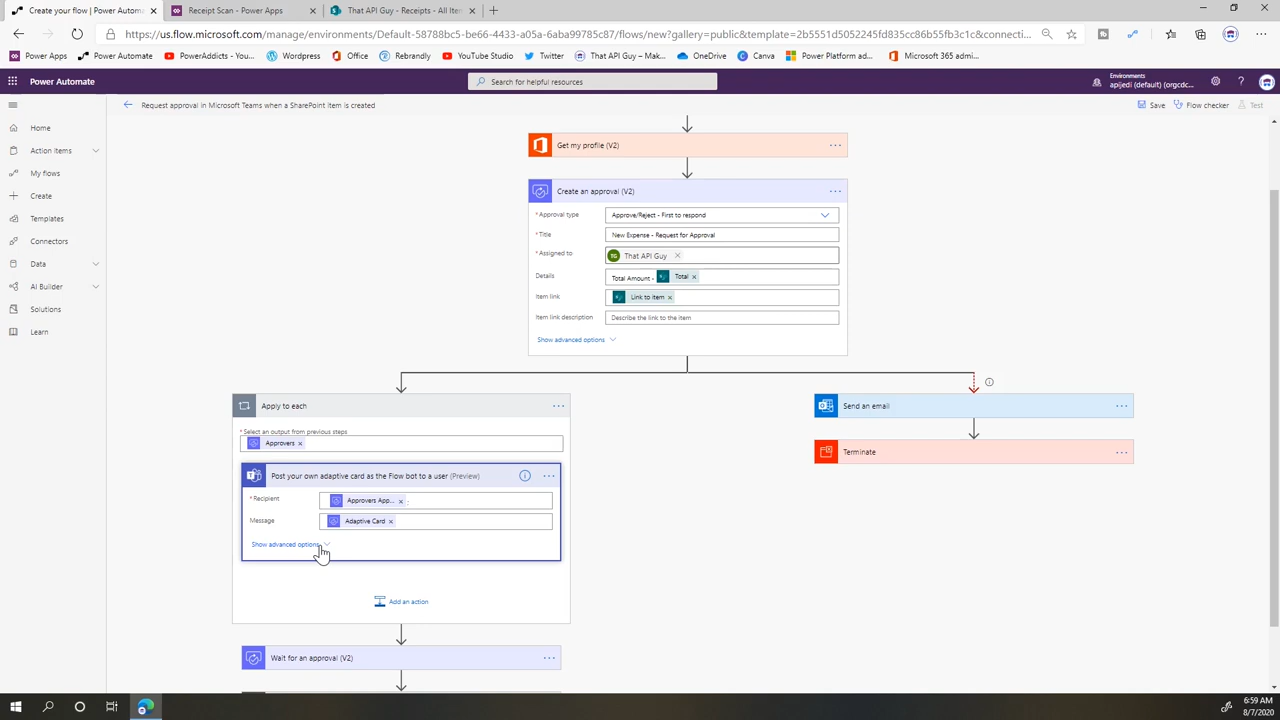 Create your flow | Power Automate
Receipt Scan - Power Apps
That API Guy - Receipts - All Iten
https://us.flow.microsoft.com/manage/environments/Default-58788bc5-be66-4433-a05a-6aba99785c87/flows/new?gallery=public&template=2b5551d5052245fd835cc86b55fb3c1c&connecti...
Power Apps
Power Automate
PowerAddicts - You...
Wordpress
Office
Rebrandly
YouTube Studio
Twitter
That API Guy – Mak...
OneDrive
Canva
Power Platform ad...
Microsoft 365 admi...
Power Automate
Search for helpful resources
Environments
apijedi (default) (orgcdc...
Request approval in Microsoft Teams when a SharePoint item is created
Save
Flow checker
Test
Home
Action items
My flows
Create
Templates
Connectors
Data
AI Builder
Solutions
Learn
Get my profile (V2)
Create an approval (V2)
* Approval type
Approve/Reject - First to respond
* Title
New Expense - Request for Approval
* Assigned to
TG That API Guy ×
Details
Total Amount - Total ×
Item link
Link to item ×
Item link description
Describe the link to the item
Show advanced options
Apply to each
* Select an output from previous steps
Approvers ×
Post your own adaptive card as the Flow bot to a user (Preview)
* Recipient
Approvers App... × ;
Message
Adaptive Card ×
Show advanced options
Add an action
Wait for an approval (V2)
Send an email
Terminate
6:59 AM
8/7/2020